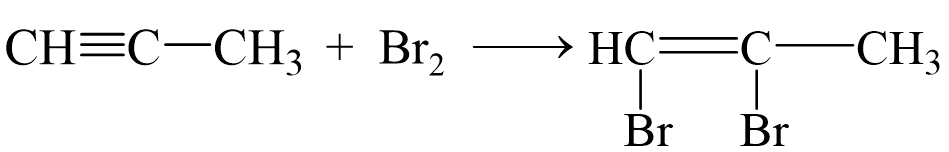 CH≡C—CH₃ + Br₂ ⟶ HC=C—CH₃
Br Br